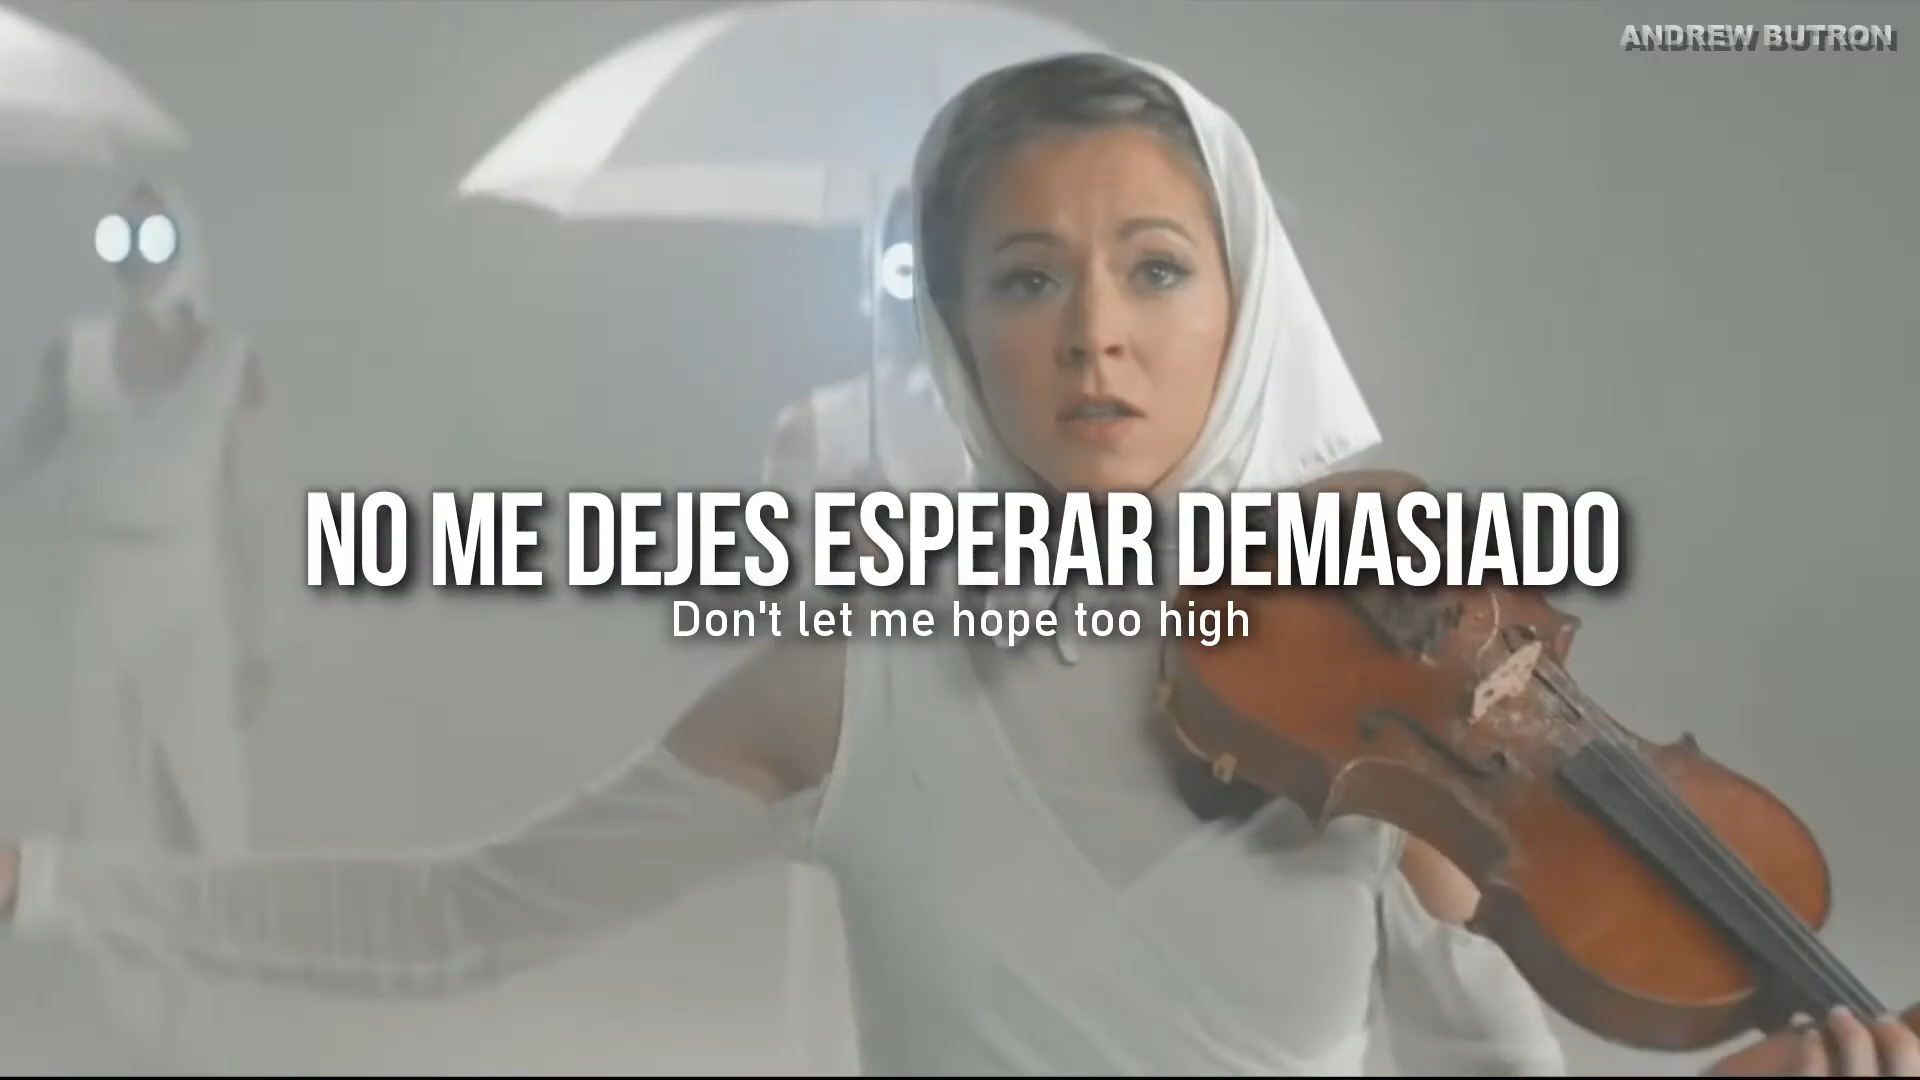 ANDREW BUTRON
NO ME DEJES ESPERAR DEMASIADO
Don't let me hope too high